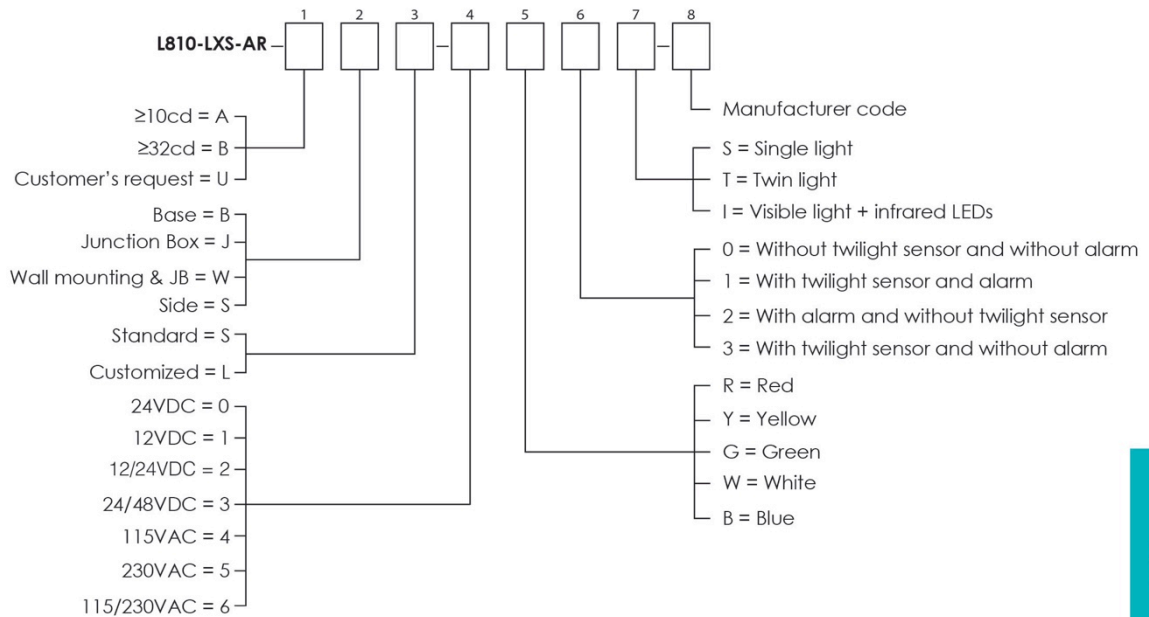 1 2 3 4 5 6 7 8
L810-LXS-AR
≥10cd = A
≥32cd = B
Customer's request = U
Base = B
Junction Box = J
Wall mounting & JB = W
Side = S
Standard = S
Customized = L
24VDC = 0
12VDC = 1
12/24VDC = 2
24/48VDC = 3
115VAC = 4
230VAC = 5
115/230VAC = 6
Manufacturer code
S = Single light
T = Twin light
I = Visible light + infrared LEDs
0 = Without twilight sensor and without alarm
1 = With twilight sensor and alarm
2 = With alarm and without twilight sensor
3 = With twilight sensor and without alarm
R = Red
Y = Yellow
G = Green
W = White
B = Blue